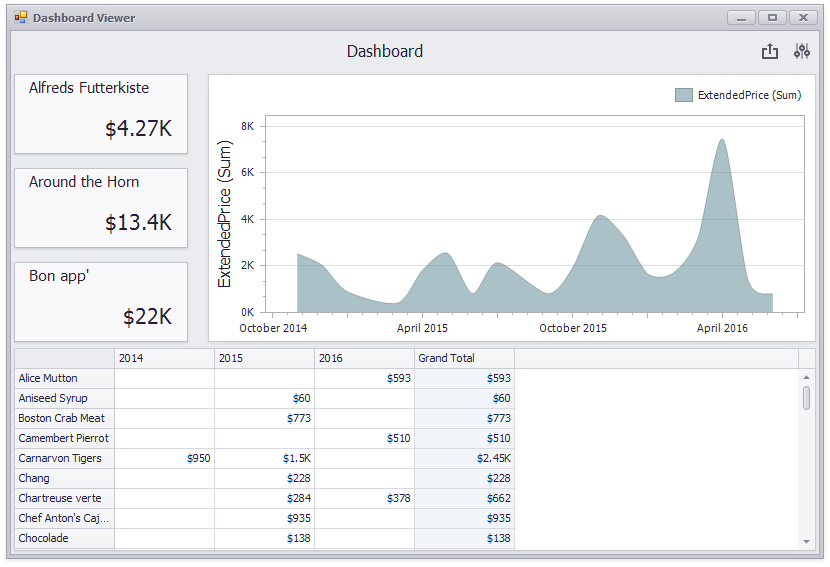 Dashboard Viewer
Dashboard
Alfreds Futterkiste
$4.27K
Around the Horn
$13.4K
Bon app'
$22K
ExtendedPrice (Sum)
ExtendedPrice (Sum)
8K
6K
4K
2K
0K
October 2014 April 2015 October 2015 April 2016
2014 2015 2016 Grand Total
Alice Mutton $593 $593
Aniseed Syrup $60 $60
Boston Crab Meat $773 $773
Camembert Pierrot $510 $510
Carnarvon Tigers $950 $1.5K $2.45K
Chang $228 $228
Chartreuse verte $284 $378 $662
Chef Anton's Caj... $935 $935
Chocolade $138 $138